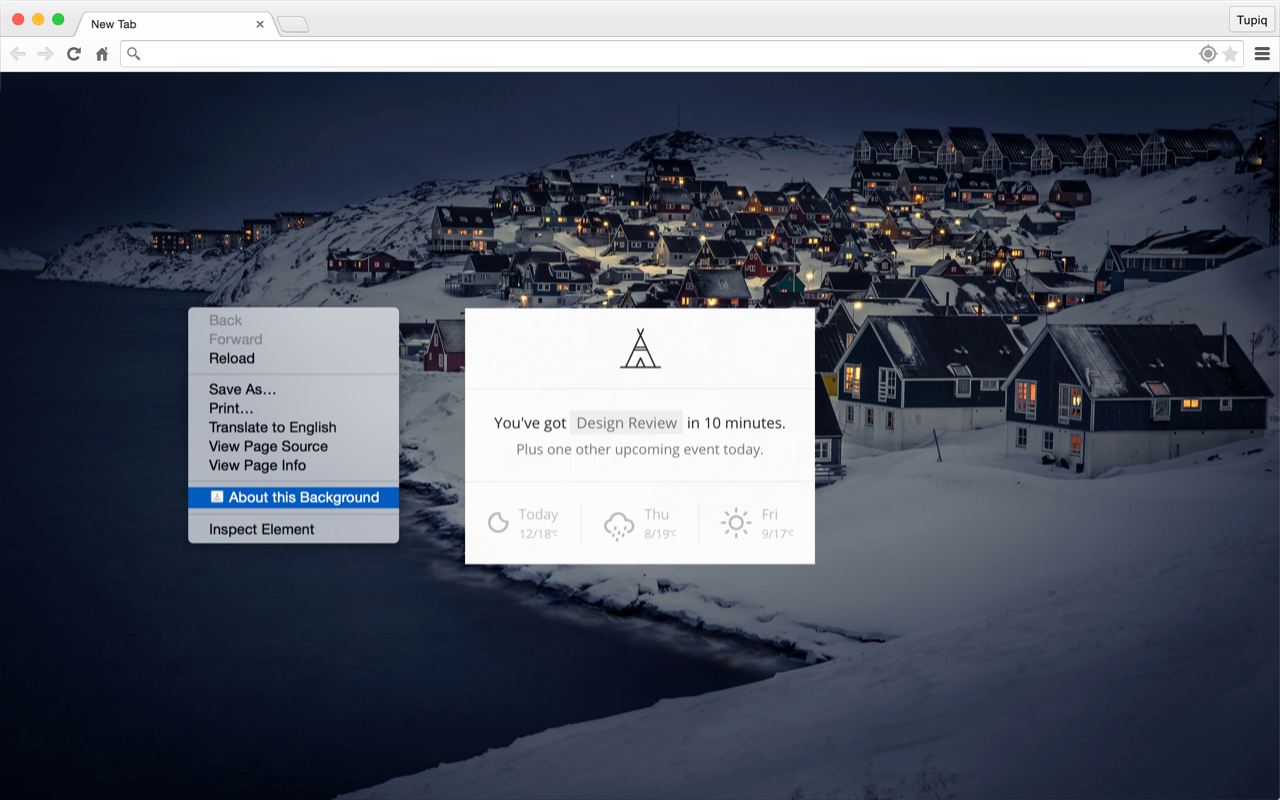 New Tab
Tupiq
Back
Forward
Reload
Save As…
Print…
Translate to English
View Page Source
View Page Info
About this Background
Inspect Element
You've got Design Review in 10 minutes.
Plus one other upcoming event today.
Today
12/18°C
Thu
8/19°C
Fri
9/17°C